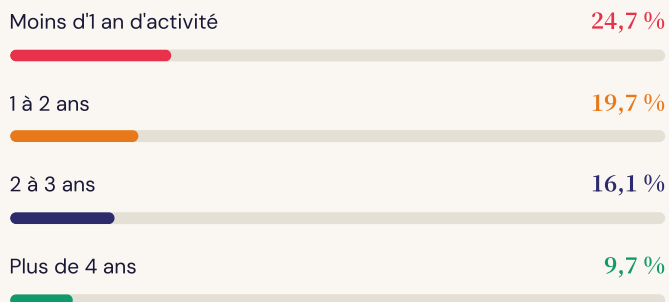 Moins d'1 an d'activité 24,7 %
1 à 2 ans 19,7 %
2 à 3 ans 16,1 %
Plus de 4 ans 9,7 %